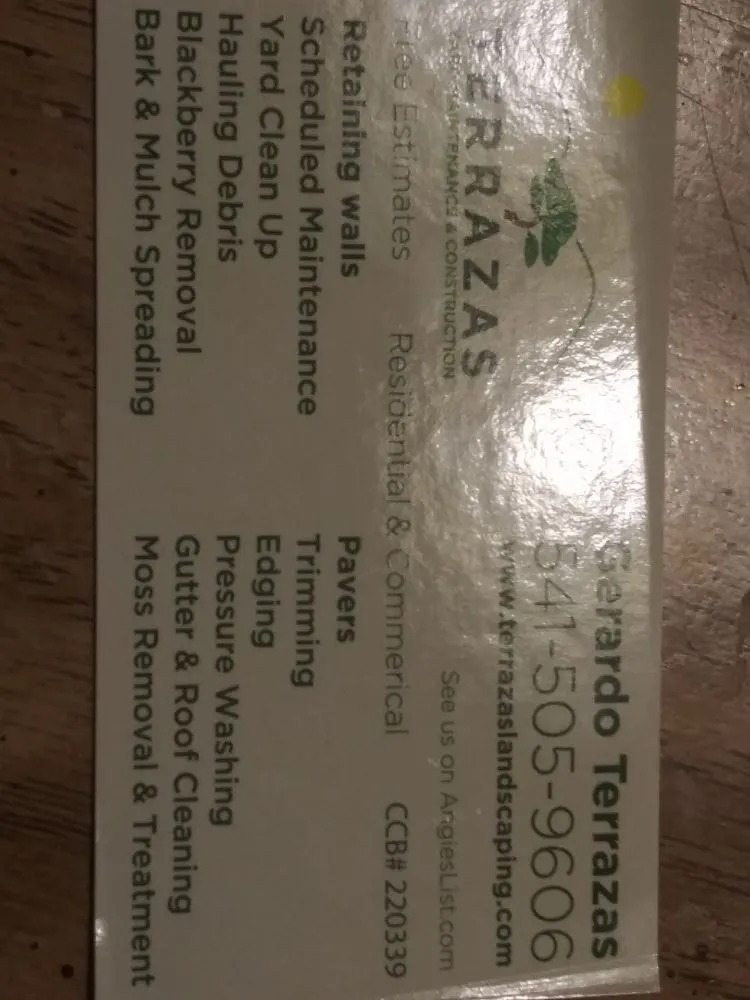 Gerardo Terrazas
541-505-9606
www.terrazaslandscaping.com
TERRAZAS
MAINTENANCE & CONSTRUCTION
See us on AngiesList.com
Free Estimates Residential & Commerical CCB# 220339
Retaining walls
Scheduled Maintenance
Yard Clean Up
Hauling Debris
Blackberry Removal
Bark & Mulch Spreading
Pavers
Trimming
Edging
Pressure Washing
Gutter & Roof Cleaning
Moss Removal & Treatment